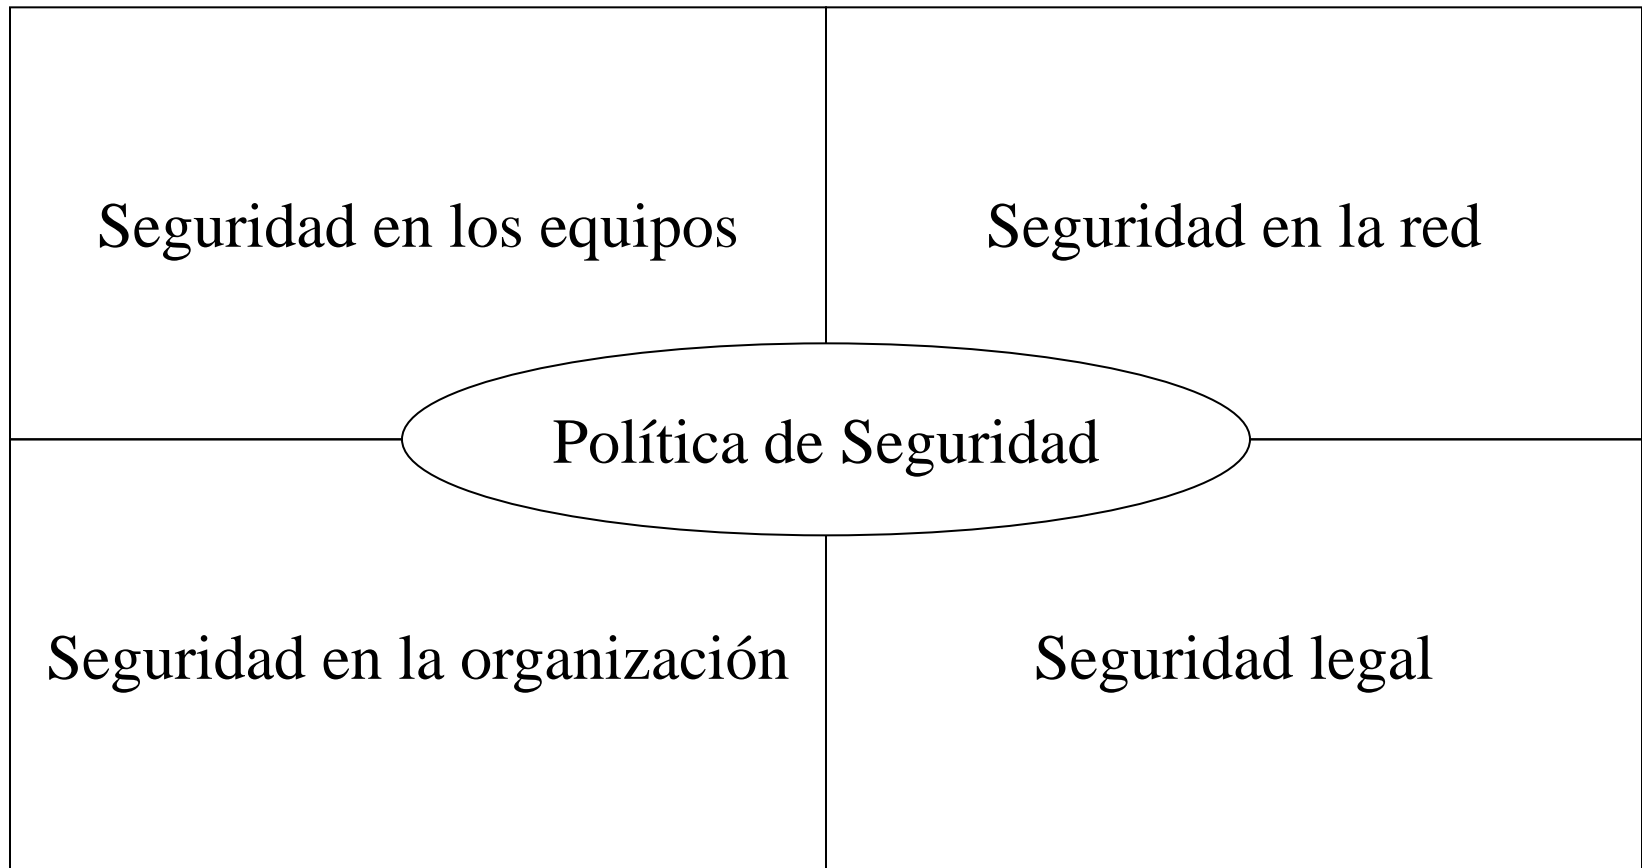 Seguridad en los equipos
Seguridad en la red
Política de Seguridad
Seguridad en la organización
Seguridad legal